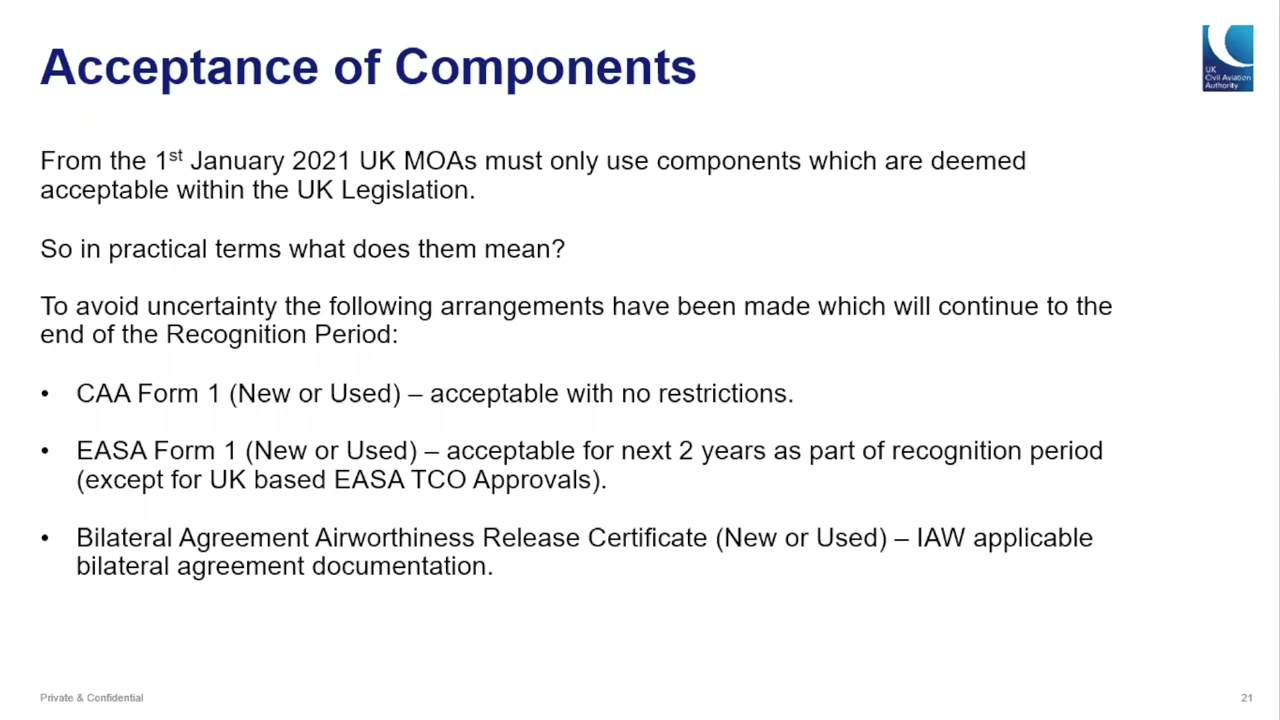 Acceptance of Components
UK
Civil Aviation
Authority
From the 1st January 2021 UK MOAs must only use components which are deemed
acceptable within the UK Legislation.
So in practical terms what does them mean?
To avoid uncertainty the following arrangements have been made which will continue to the
end of the Recognition Period:
• CAA Form 1 (New or Used) – acceptable with no restrictions.
• EASA Form 1 (New or Used) – acceptable for next 2 years as part of recognition period
(except for UK based EASA TCO Approvals).
• Bilateral Agreement Airworthiness Release Certificate (New or Used) – IAW applicable
bilateral agreement documentation.
Private & Confidential
21